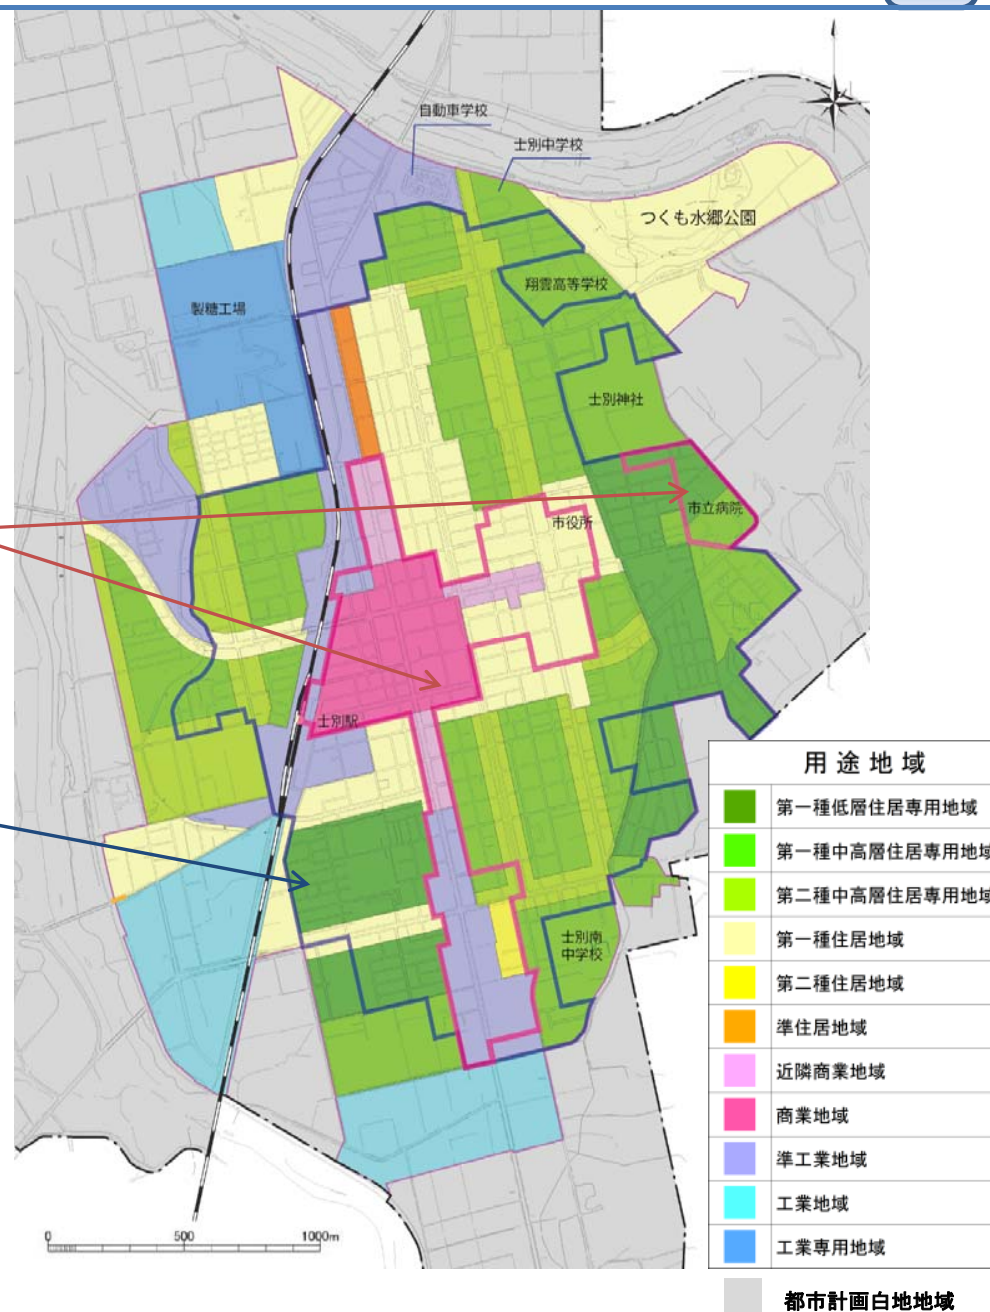 自動車学校
士別中学校
つくも水郷公園
翔雲高等学校
製糖工場
士別神社
市立病院
市役所
士別駅
士別南
中学校
0 500 1000m
用途地域
第一種低層住居専用地域
第一種中高層住居専用地域
第二種中高層住居専用地域
第一種住居地域
第二種住居地域
準住居地域
近隣商業地域
商業地域
準工業地域
工業地域
工業専用地域
都市計画白地地域